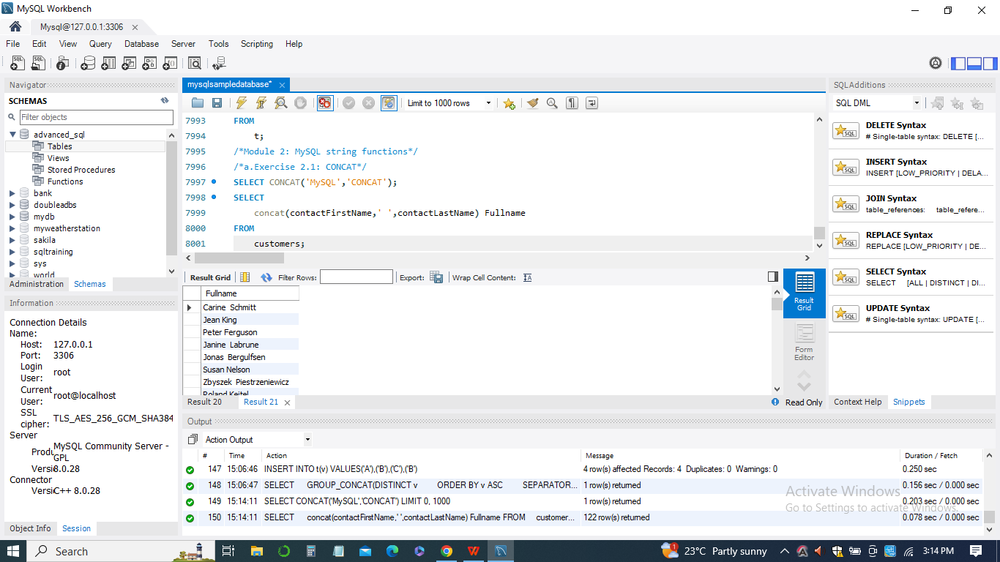 MySQL Workbench
Mysql@127.0.0.1:3306
File Edit View Query Database Server Tools Scripting Help
Navigator
SCHEMAS
Filter objects
advanced_sql
Tables
Views
Stored Procedures
Functions
bank
doubleadbs
mydb
myweatherstation
sakila
sqltraining
sys
world
Administration Schemas
Information
Connection Details
Name:
Host: 127.0.0.1
Port: 3306
Login User: root
Current User: root@localhost
SSL cipher: TLS_AES_256_GCM_SHA384
Server
Produ MySQL Community Server - GPL
Versi 8.0.28
Connector
Versi C++ 8.0.28
Object Info Session
mysqlsampledatabase*
Limit to 1000 rows
7993 FROM
7994 t;
7995 /*Module 2: MySQL string functions*/
7996 /*a.Exercise 2.1: CONCAT*/
7997 SELECT CONCAT('MySQL','CONCAT');
7998 SELECT
7999 concat(contactFirstName,' ',contactLastName) Fullname
8000 FROM
8001 customers;
Result Grid Filter Rows: Export: Wrap Cell Content:
Fullname
Carine Schmitt
Jean King
Peter Ferguson
Janine Labrune
Jonas Bergulfsen
Susan Nelson
Zbyszek Piestrzeniewicz
Roland Keitel
Result Grid
Form Editor
Result 20 Result 21
Read Only
Output
Action Output
# Time Action Message Duration / Fetch
147 15:06:46 INSERT INTO t(v) VALUES('A'),('B'),('C'),('B') 4 row(s) affected Records: 4 Duplicates: 0 Warnings: 0 0.250 sec
148 15:06:47 SELECT GROUP_CONCAT(DISTINCT v ORDER BY v ASC SEPARATOR... 1 row(s) returned 0.156 sec / 0.000 sec
149 15:14:11 SELECT CONCAT('MySQL','CONCAT') LIMIT 0, 1000 1 row(s) returned 0.203 sec / 0.000 sec
150 15:14:11 SELECT concat(contactFirstName,' ',contactLastName) Fullname FROM customer... 122 row(s) returned 0.078 sec / 0.000 sec
SQLAdditions
SQL DML
DELETE Syntax
# Single-table syntax: DELETE [...
INSERT Syntax
INSERT [LOW_PRIORITY | DELA...
JOIN Syntax
table_references: table_refere...
REPLACE Syntax
REPLACE [LOW_PRIORITY | DE...
SELECT Syntax
SELECT [ALL | DISTINCT | DI...
UPDATE Syntax
# Single-table syntax: UPDATE [...
Context Help Snippets
Activate Windows
Go to Settings to activate Windows.
Search
1
23°C Partly sunny
3:14 PM